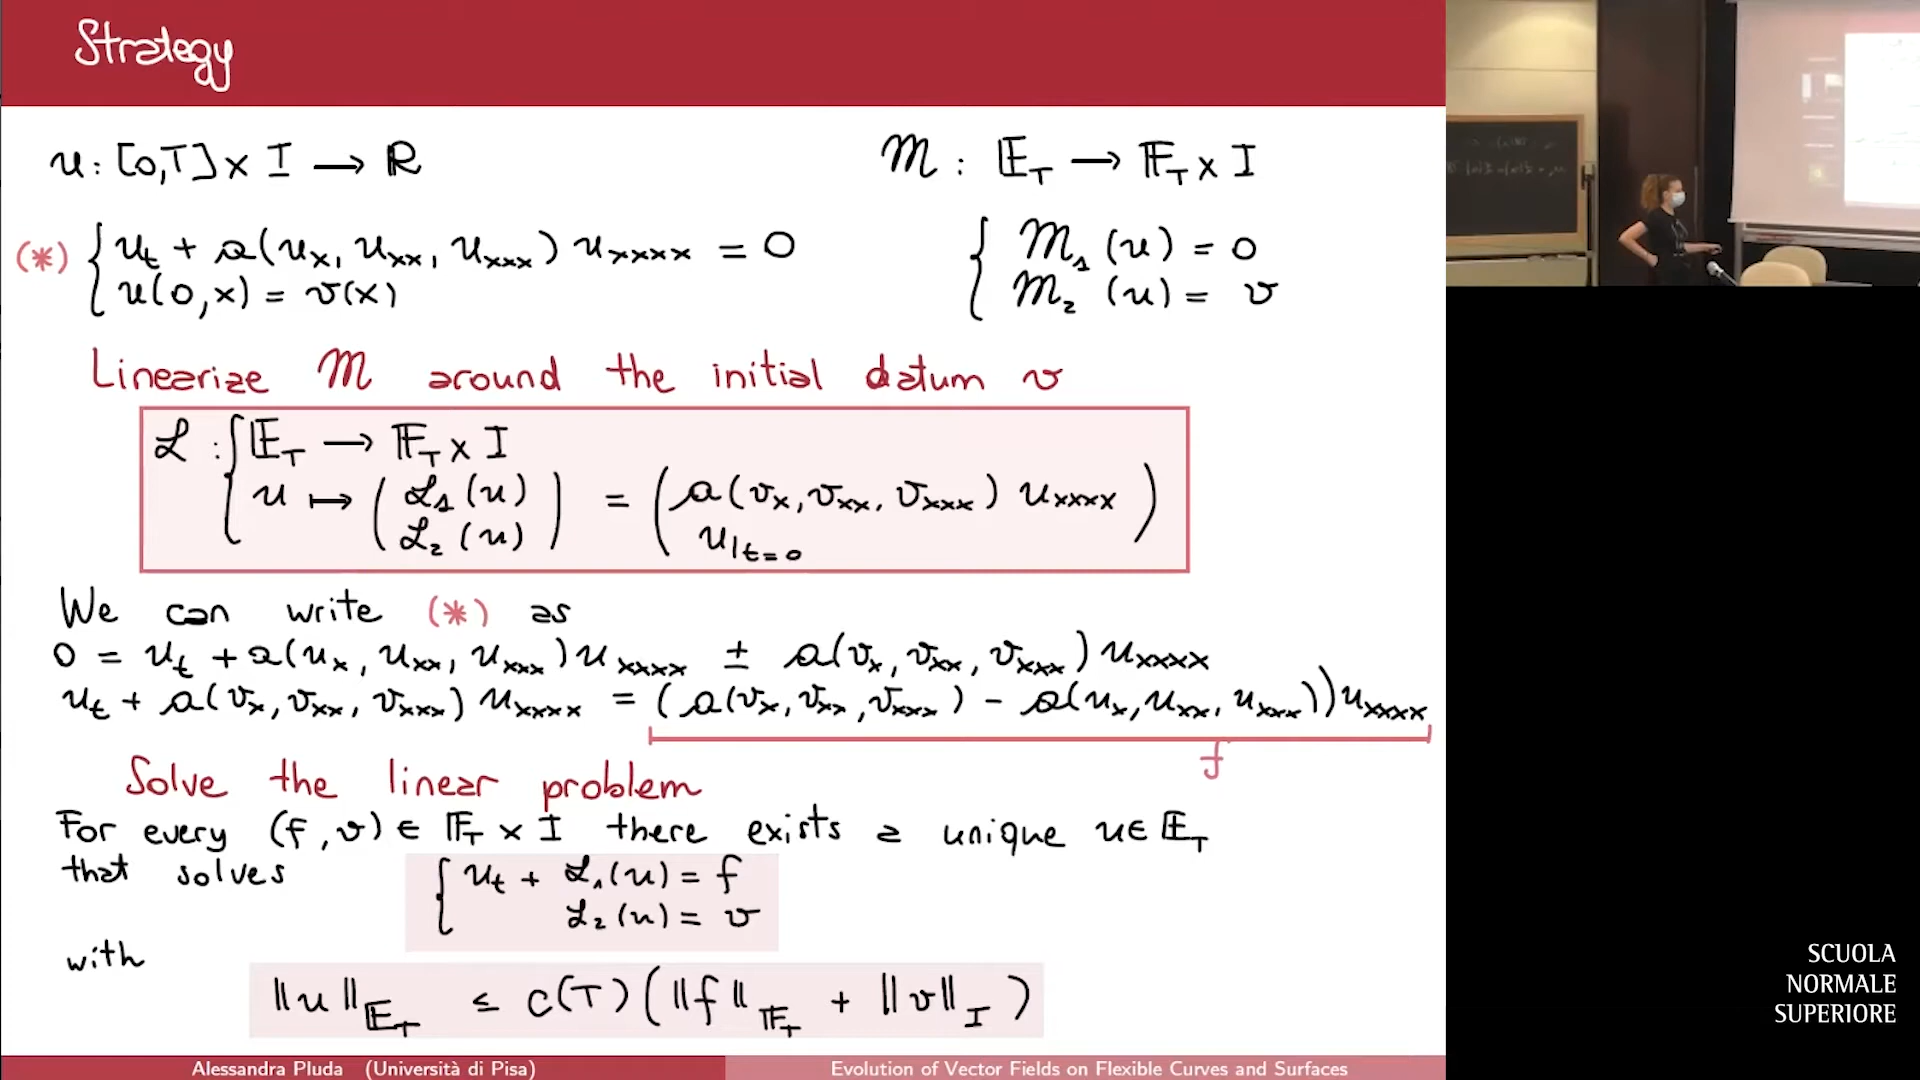 Strategy
u : [0,T] × I → ℝ
𝓜 : 𝔼_T → 𝔽_T × I
(*) { u_t + a(u_x, u_xx, u_xxx) u_xxxx = 0
u(0,x) = v(x)
{ 𝓜_1 (u) = 0
𝓜_2 (u) = v
Linearize 𝓜 around the initial datum v
𝓛 : { 𝔼_T → 𝔽_T × I
u ↦ ( 𝓛_1 (u) 𝓛_2 (u) ) = ( a(v_x, v_xx, v_xxx) u_xxxx u_|t=0 )
We can write (*) as
0 = u_t + a(u_x, u_xx, u_xxx) u_xxxx ± a(v_x, v_xx, v_xxx) u_xxxx
u_t + a(v_x, v_xx, v_xxx) u_xxxx = (a(v_x, v_xx, v_xxx) - a(u_x, u_xx, u_xxx)) u_xxxx
f
Solve the linear problem
For every (f, v) ∈ 𝔽_T × I there exists a unique u ∈ 𝔼_T
that solves
{ u_t + 𝓛_1 (u) = f
𝓛_2 (u) = v
with
‖u‖_𝔼_T ≤ C(T) (‖f‖_𝔽_T + ‖v‖_I)
Alessandra Pluda (Università di Pisa)
Evolution of Vector Fields on Flexible Curves and Surfaces
SCUOLA
NORMALE
SUPERIORE